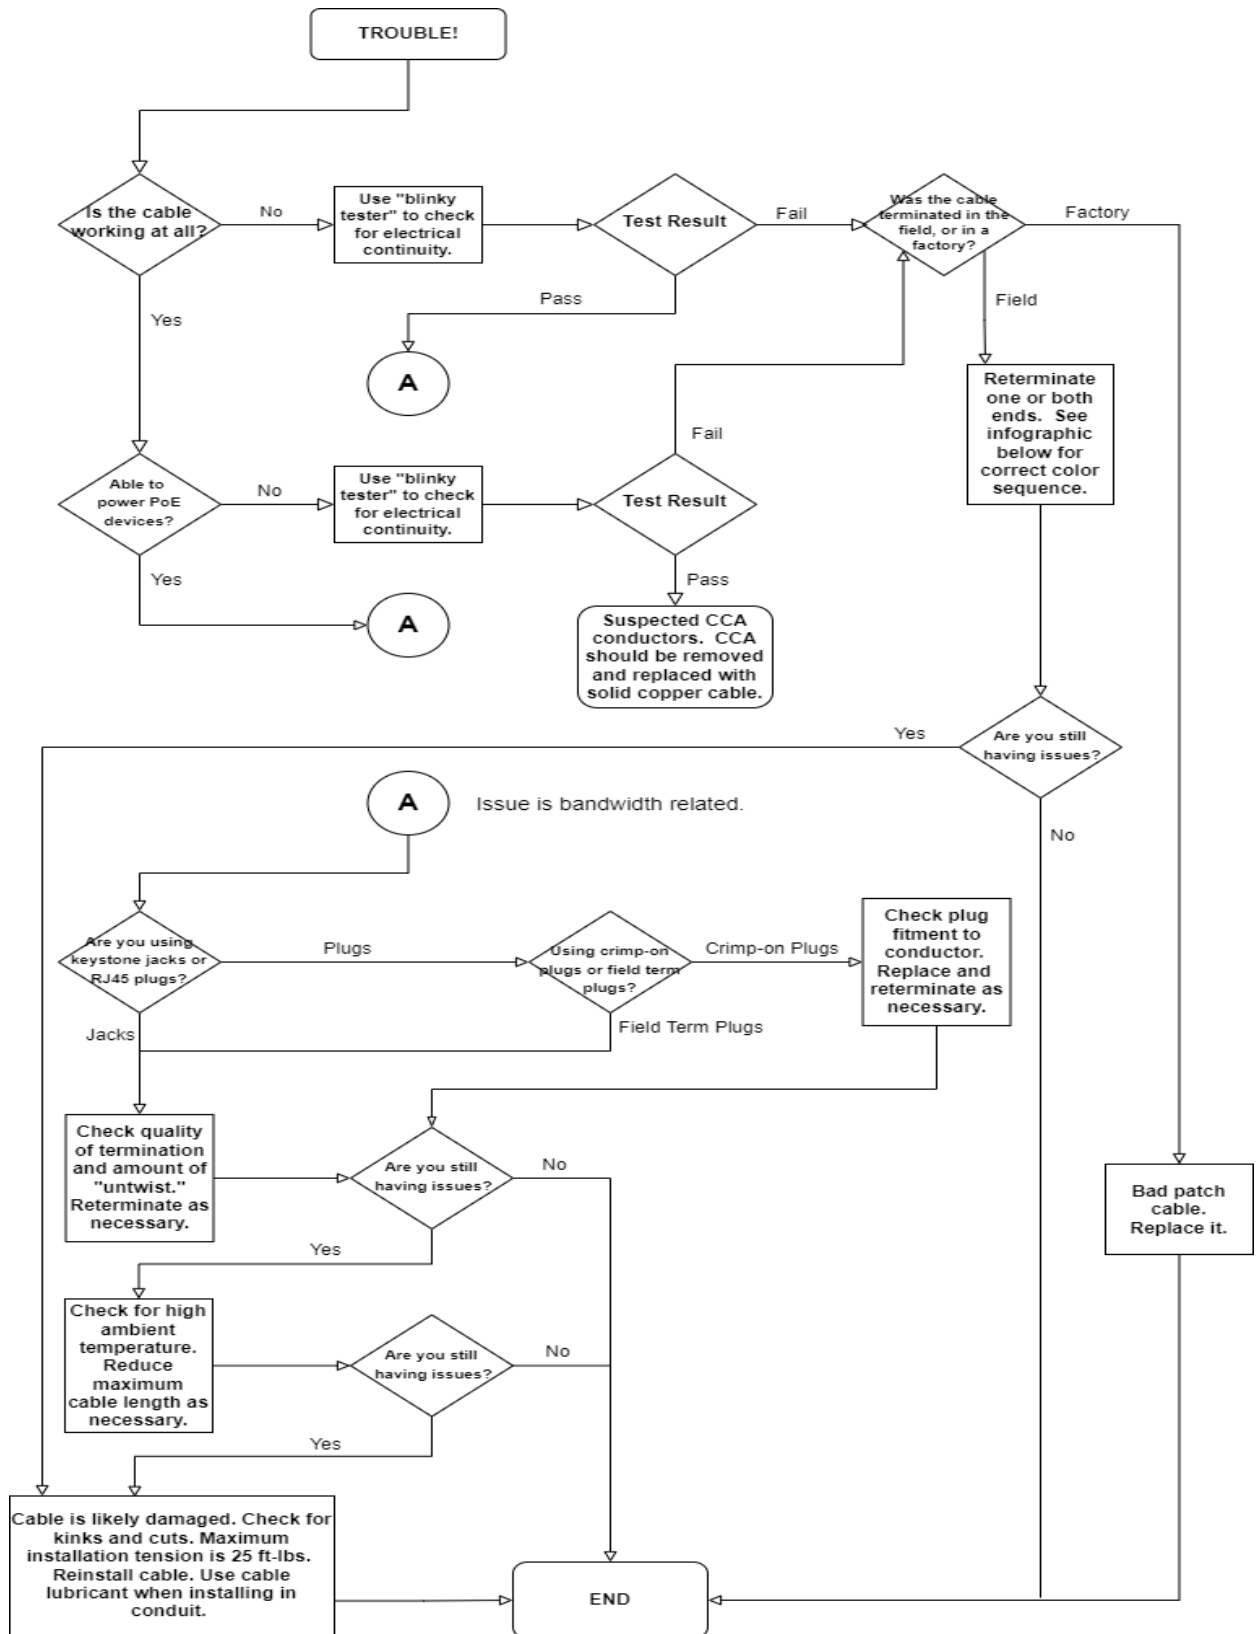 TROUBLE!
Is the cable
working at all?
No
Use "blinky
tester" to check
for electrical
continuity.
Test Result
Fail
Was the cable
terminated in the
field, or in a
factory?
Factory
Pass
Field
Yes
A
Reterminate
one or both
ends. See
infographic
below for
correct color
sequence.
Fail
Able to
power PoE
devices?
No
Use "blinky
tester" to check
for electrical
continuity.
Test Result
Yes
Pass
A
Suspected CCA
conductors. CCA
should be removed
and replaced with
solid copper cable.
Yes
Are you still
having issues?
A
Issue is bandwidth related.
No
Are you using
keystone jacks or
RJ45 plugs?
Plugs
Using crimp-on
plugs or field term
plugs?
Crimp-on Plugs
Check plug
fitment to
conductor.
Replace and
reterminate as
necessary.
Jacks
Field Term Plugs
Check quality
of termination
and amount of
"untwist."
Reterminate as
necessary.
Are you still
having issues?
No
Bad patch
cable.
Replace it.
Yes
Check for high
ambient
temperature.
Reduce
maximum
cable length as
necessary.
Are you still
having issues?
No
Yes
Cable is likely damaged. Check for
kinks and cuts. Maximum
installation tension is 25 ft-lbs.
Reinstall cable. Use cable
lubricant when installing in
conduit.
END